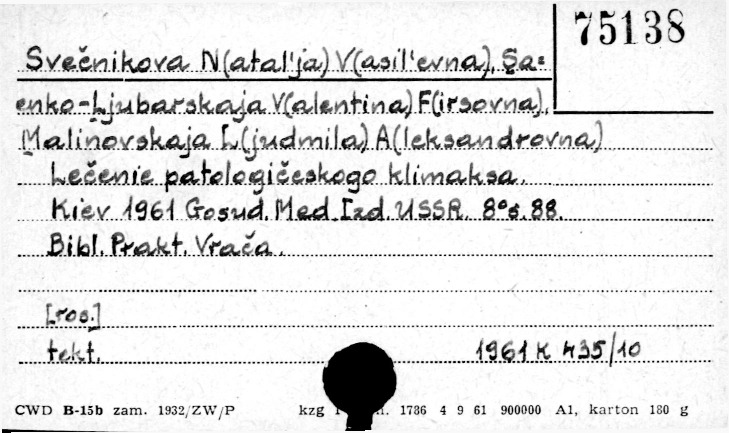 75138
Svečnikova N(atal'ja) V(asil'evna), Sa=
enko-Ljubarskaja V(alentina) F(irsovna),
Malinovskaja L(judmila) A(leksandrovna)
Lečenie patologičeskogo klimaksa.
Kiev 1961 Gosud. Med. Izd. USSR. 8° s. 88.
Bibl. Prakt. Vrača.
[ros.]
tekt. 1961 K 435/10
CWD B-15b zam. 1932/ZW/P kzg 1786 4 9 61 900000 A1, karton 180 g